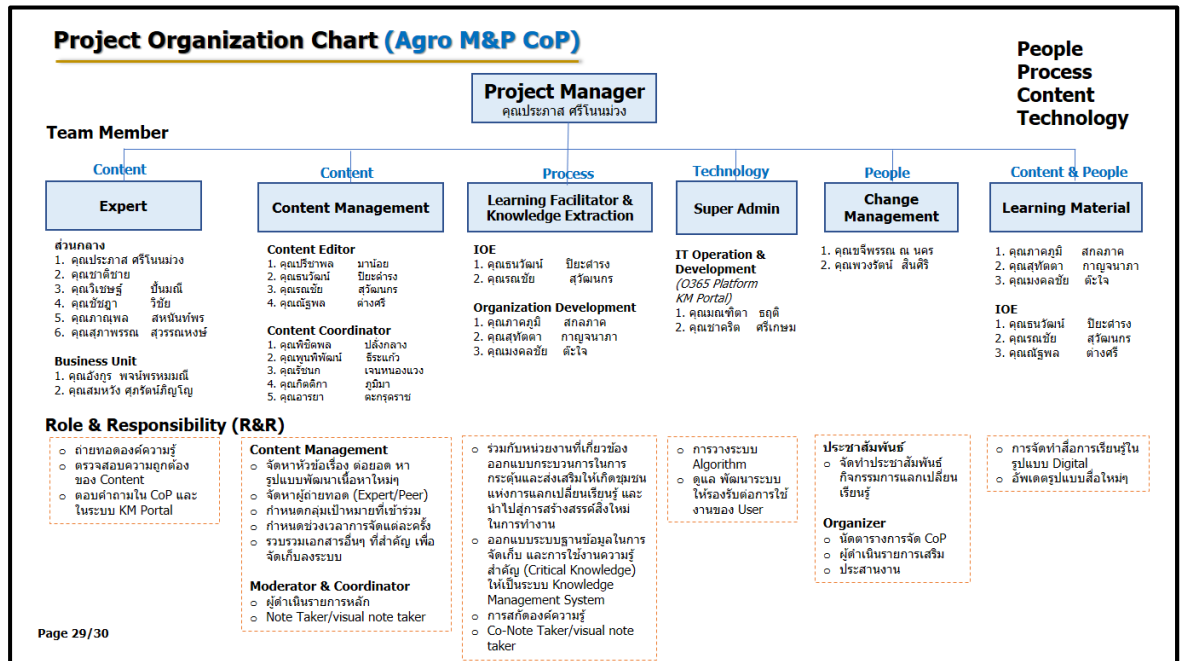 Project Organization Chart (Agro M&P CoP)
People
Process
Content
Technology
Project Manager
คุณประภาส ศรีโนนม่วง
Team Member
Content
Expert
ส่วนกลาง
1. คุณประภาส ศรีโนนม่วง
2. คุณชาติชาย
3. คุณวิเชษฐ์ ปั้นมณี
4. คุณชัชฎา วิชัย
5. คุณภาณุพล สหนันท์พร
6. คุณสุภาพรรณ สุวรรณหงษ์
Business Unit
1. คุณอังกูร พจน์พรหมมณี
2. คุณสมหวัง ศุภรัตน์ภิญโญ
Content
Content Management
Content Editor
1. คุณปรีชาพล มาน้อย
2. คุณธนวัฒน์ ปิยะดำรง
3. คุณรณชัย สุวัฒนกร
4. คุณณัฐพล ต่างศรี
Content Coordinator
1. คุณพิชิตพล ปลั่งกลาง
2. คุณพูนพิพัฒน์ ธีระแก้ว
3. คุณรัชนก เจนหนองแวง
4. คุณกิตติกา ภูมิมา
5. คุณอารยา ตะกรุดราช
Process
Learning Facilitator &
Knowledge Extraction
IOE
1. คุณธนวัฒน์ ปิยะดำรง
2. คุณรณชัย สุวัฒนกร
Organization Development
1. คุณภาคภูมิ สกลภาค
2. คุณสุทัตตา กาญจนาภา
3. คุณมงคลชัย ต๊ะใจ
Technology
Super Admin
IT Operation &
Development
(O365 Platform
KM Portal)
1. คุณมณฑิตา ธฤติ
2. คุณชาคริต ศรีเกษม
People
Change
Management
1. คุณขจีพรรณ ณ นคร
2. คุณพวงรัตน์ สินศิริ
Content & People
Learning Material
1. คุณภาคภูมิ สกลภาค
2. คุณสุทัตตา กาญจนาภา
3. คุณมงคลชัย ต๊ะใจ
IOE
1. คุณธนวัฒน์ ปิยะดำรง
2. คุณรณชัย สุวัฒนกร
3. คุณณัฐพล ต่างศรี
Role & Responsibility (R&R)
○ ถ่ายทอดองค์ความรู้
○ ตรวจสอบความถูกต้อง
ของ Content
○ ตอบคำถามใน CoP และ
ในระบบ KM Portal
Content Management
○ จัดหาหัวข้อเรื่อง ต่อยอด หา
รูปแบบพัฒนาเนื้อหาใหม่ๆ
○ จัดหาผู้ถ่ายทอด (Expert/Peer)
○ กำหนดกลุ่มเป้าหมายที่เข้าร่วม
○ กำหนดช่วงเวลาการจัดแต่ละครั้ง
○ รวบรวมเอกสารอื่นๆ ที่สำคัญ เพื่อ
จัดเก็บลงระบบ
Moderator & Coordinator
○ ผู้ดำเนินรายการหลัก
○ Note Taker/visual note taker
○ ร่วมกับหน่วยงานที่เกี่ยวข้อง
ออกแบบกระบวนการในการ
กระตุ้นและส่งเสริมให้เกิดชุมชน
แห่งการแลกเปลี่ยนเรียนรู้ และ
นำไปสู่การสร้างสรรค์สิ่งใหม่
ในการทำงาน
○ ออกแบบระบบฐานข้อมูลในการ
จัดเก็บ และการใช้งานความรู้
สำคัญ (Critical Knowledge)
ให้เป็นระบบ Knowledge
Management System
○ การสกัดองค์ความรู้
○ Co-Note Taker/visual note
taker
○ การวางระบบ
Algorithm
○ ดูแล พัฒนาระบบ
ให้รองรับต่อการใช้
งานของ User
ประชาสัมพันธ์
○ จัดทำประชาสัมพันธ์
กิจกรรมการแลกเปลี่ยน
เรียนรู้
Organizer
○ นัดตารางการจัด CoP
○ ผู้ดำเนินรายการเสริม
○ ประสานงาน
○ การจัดทำสื่อการเรียนรู้ใน
รูปแบบ Digital
○ อัพเดตรูปแบบสื่อใหม่ๆ
Page 29/30